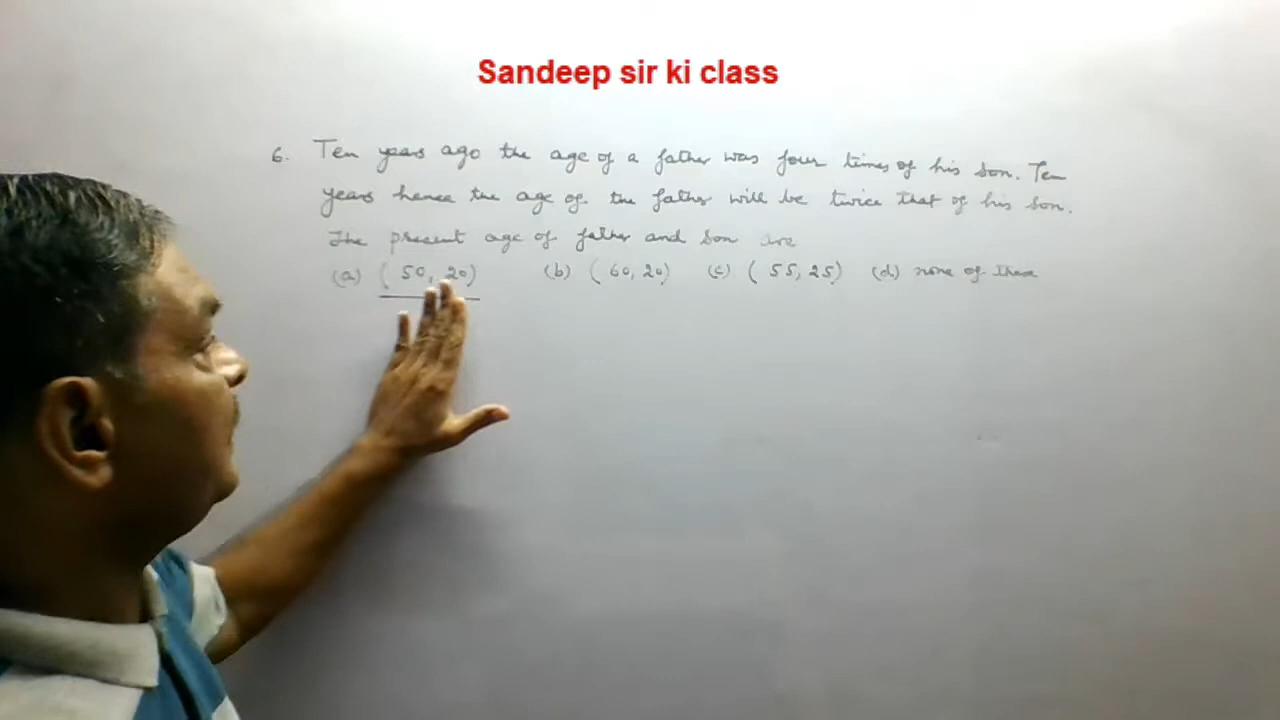 Sandeep sir ki class
6. Ten years ago the age of a father was four times of his son. Ten
years hence the age of the father will be twice that of his son.
The present age of father and son are
(a) (50, 20) (b) (60, 20) (c) (55, 25) (d) none of these